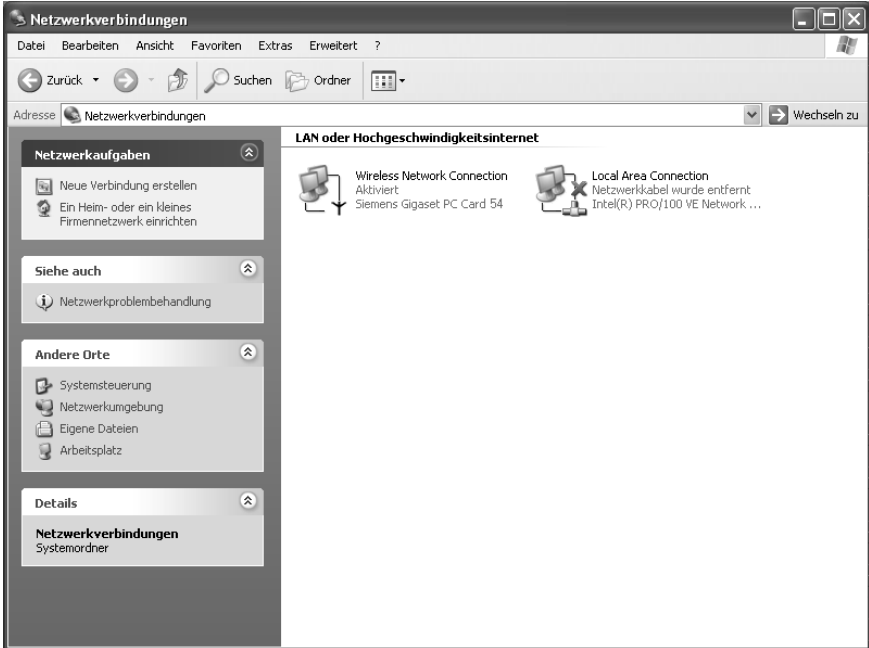 Netzwerkverbindungen
Datei Bearbeiten Ansicht Favoriten Extras Erweitert ?
Zurück Suchen Ordner
Adresse Netzwerkverbindungen Wechseln zu
Netzwerkaufgaben
Neue Verbindung erstellen
Ein Heim- oder ein kleines
Firmennetzwerk einrichten
Siehe auch
Netzwerkproblembehandlung
Andere Orte
Systemsteuerung
Netzwerkumgebung
Eigene Dateien
Arbeitsplatz
Details
Netzwerkverbindungen
Systemordner
LAN oder Hochgeschwindigkeitsinternet
Wireless Network Connection
Aktiviert
Siemens Gigaset PC Card 54
Local Area Connection
Netzwerkkabel wurde entfernt
Intel(R) PRO/100 VE Network ...